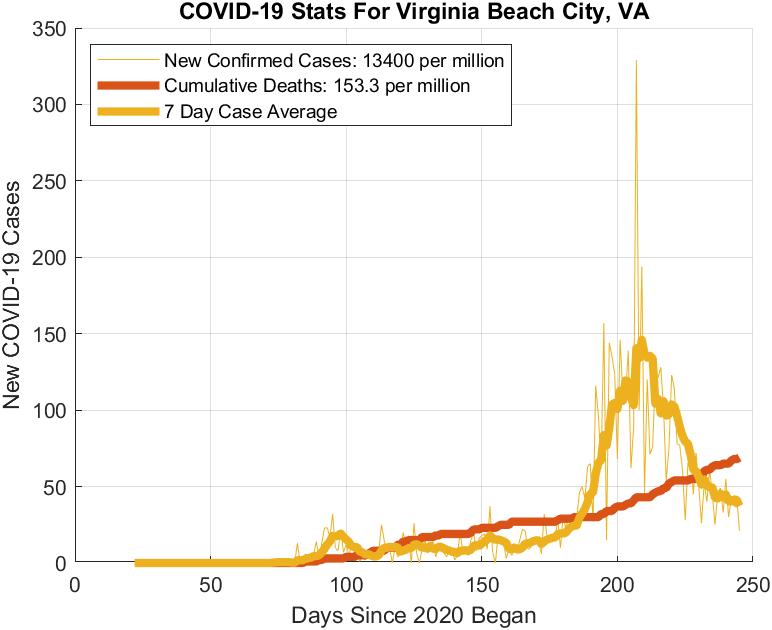 COVID-19 Stats For Virginia Beach City, VA
New Confirmed Cases: 13400 per million
Cumulative Deaths: 153.3 per million
7 Day Case Average
New COVID-19 Cases
350
300
250
200
150
100
50
0
0 50 100 150 200 250
Days Since 2020 Began